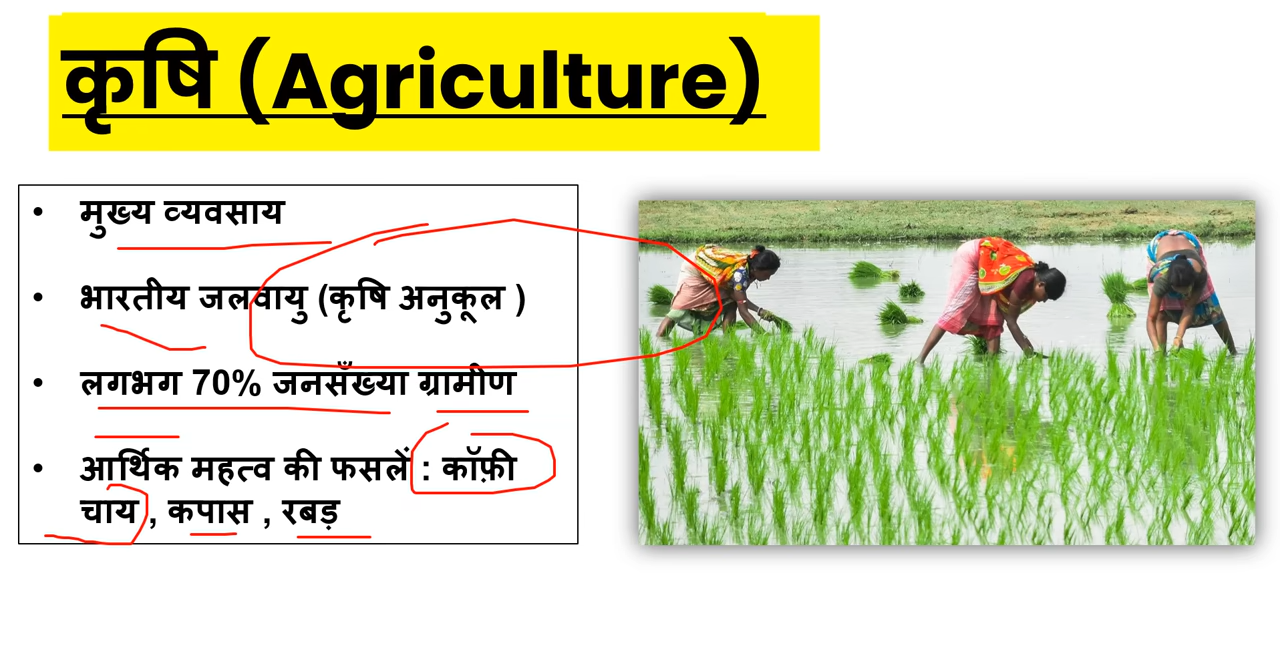 कृषि (Agriculture)
• मुख्य व्यवसाय
• भारतीय जलवायु (कृषि अनुकूल )
• लगभग 70% जनसँख्या ग्रामीण
• आर्थिक महत्व की फसलें : कॉफ़ी
चाय , कपास , रबड़